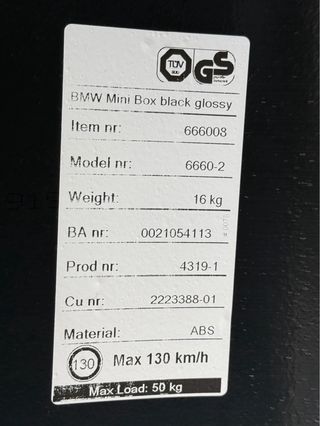 TÜV
GS
BMW Mini Box black glossy
Item nr: 666008
Model nr: 6660-2
Weight: 16 kg
BA nr: 0021054113
Prod nr: 4319-1
Cu nr: 2223388-01
Material: ABS
130 Max 130 km/h
Max Load: 50 kg